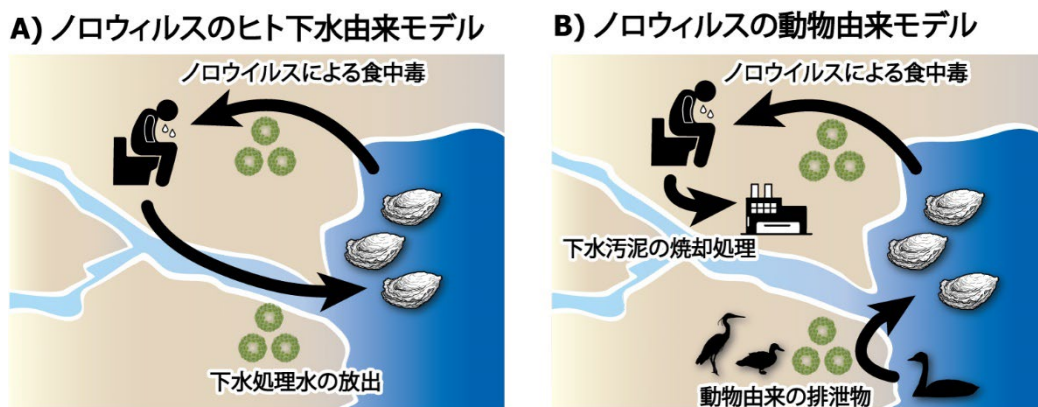 A) ノロウィルスのヒト下水由来モデル
ノロウイルスによる食中毒
下水処理水の放出
B) ノロウィルスの動物由来モデル
ノロウイルスによる食中毒
下水汚泥の焼却処理
動物由来の排泄物